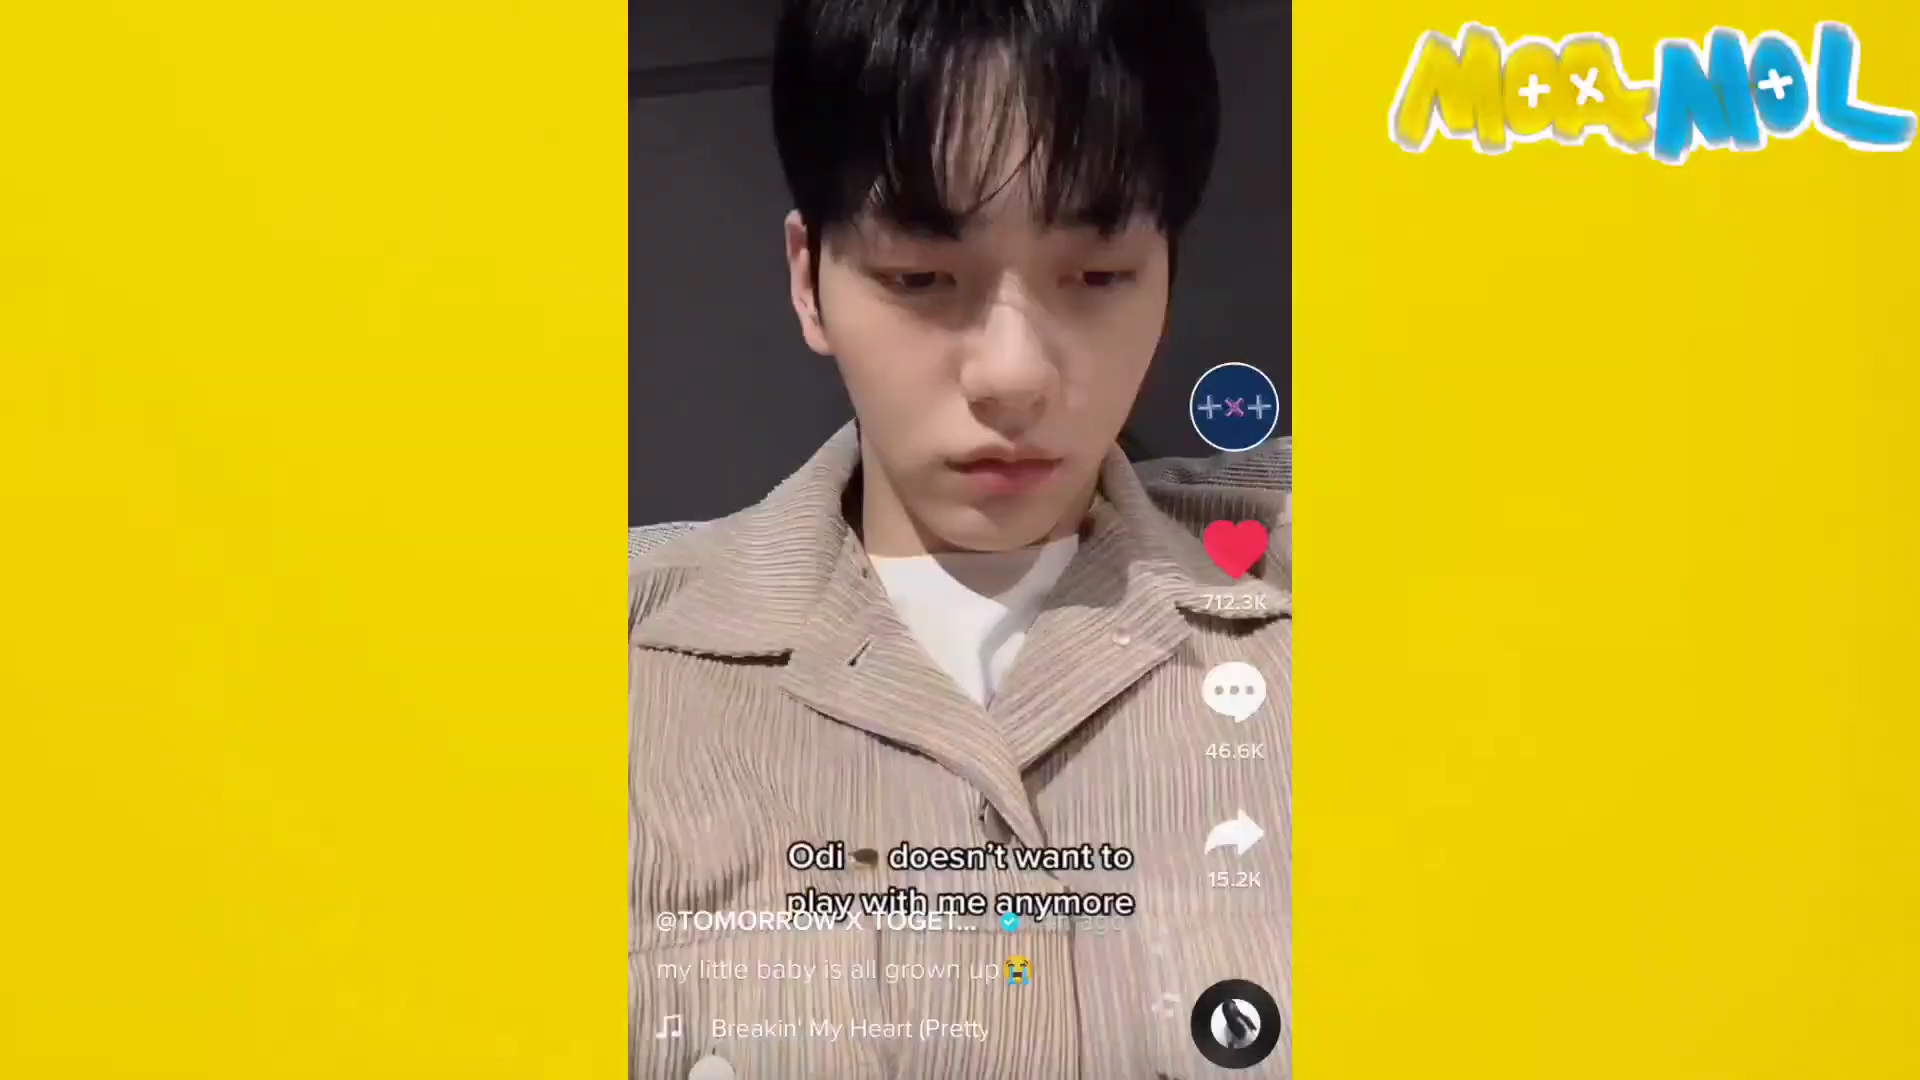 MOA MOL
+×+
712.3K
46.6K
15.2K
Odi doesn't want to
play with me anymore
@TOMORROW X TOGET...
my little baby is all grown up😭
Breakin' My Heart (Pretty